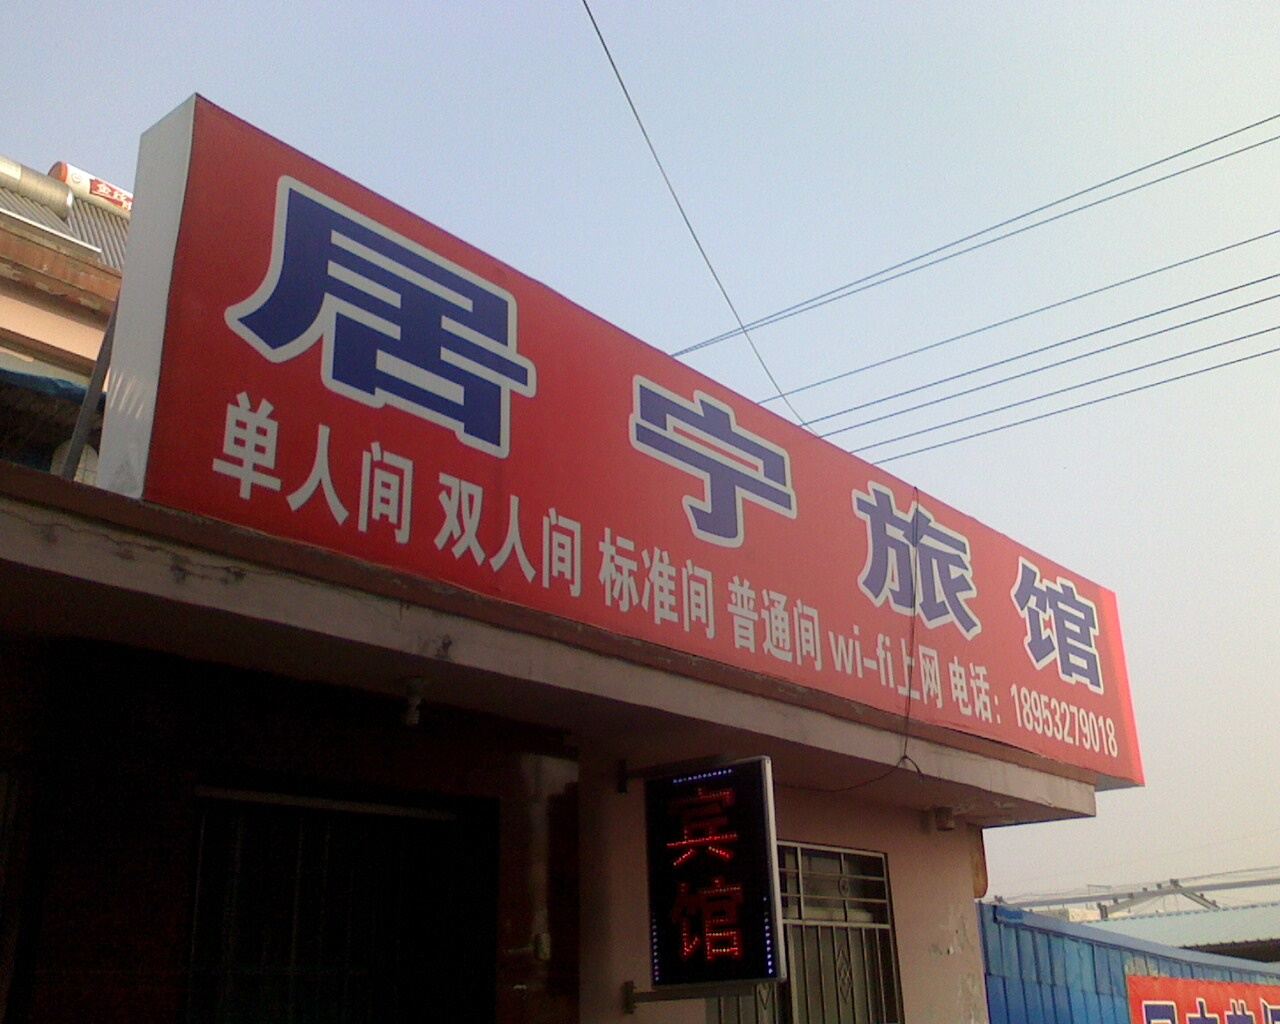 居宁旅馆
单人间 双人间 标准间 普通间 wi-fi上网 电话：18953279018
宾馆